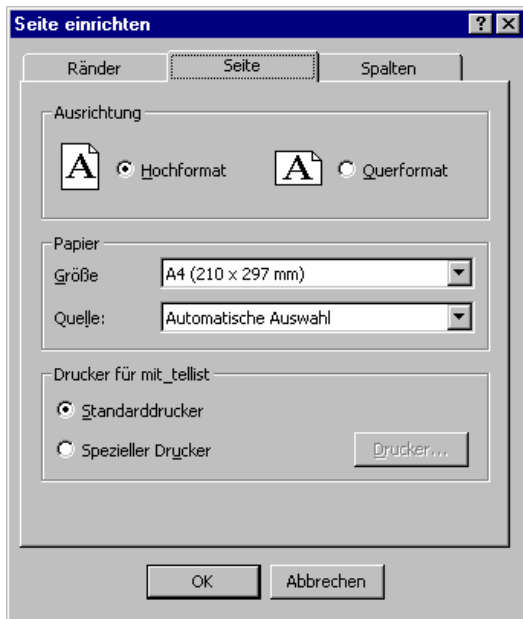 Seite einrichten
Ränder Seite Spalten
Ausrichtung
A Hochformat A Querformat
Papier
Größe A4 (210 x 297 mm)
Quelle: Automatische Auswahl
Drucker für mit_tellist
Standarddrucker
Spezieller Drucker Drucker...
OK Abbrechen